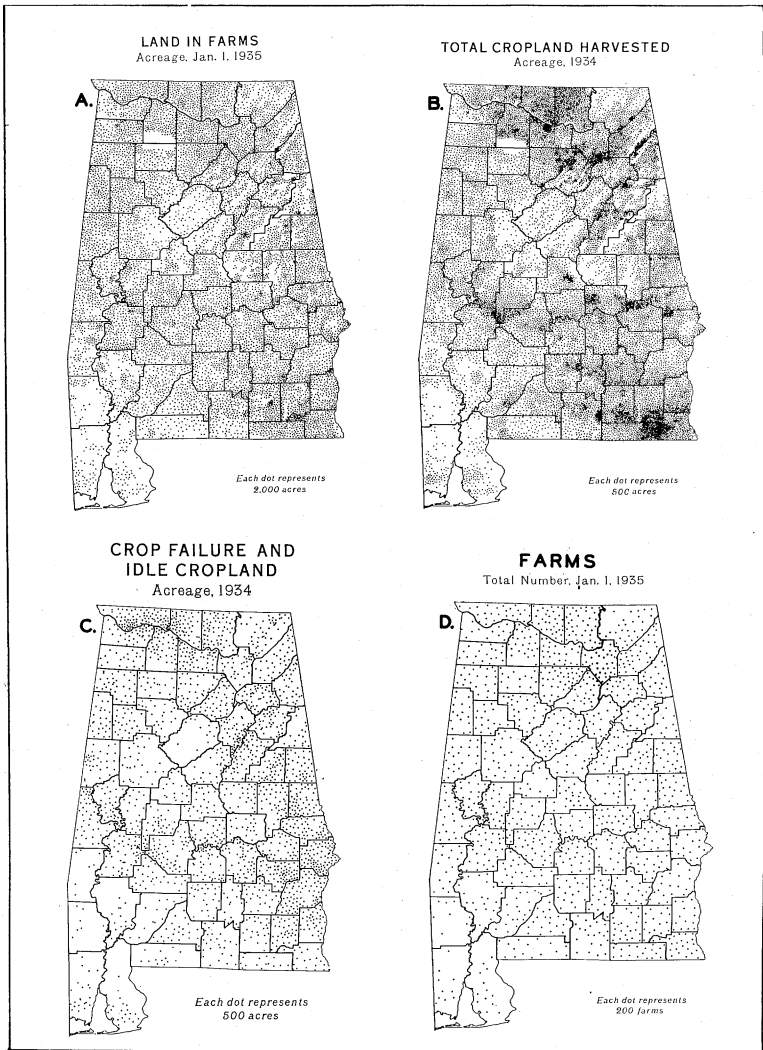 LAND IN FARMS
Acreage, Jan. 1, 1935
A.
Each dot represents
2,000 acres
TOTAL CROPLAND HARVESTED
Acreage, 1934
B.
Each dot represents
500 acres
CROP FAILURE AND
IDLE CROPLAND
Acreage, 1934
C.
Each dot represents
500 acres
FARMS
Total Number, Jan. 1, 1935
D.
Each dot represents
200 farms